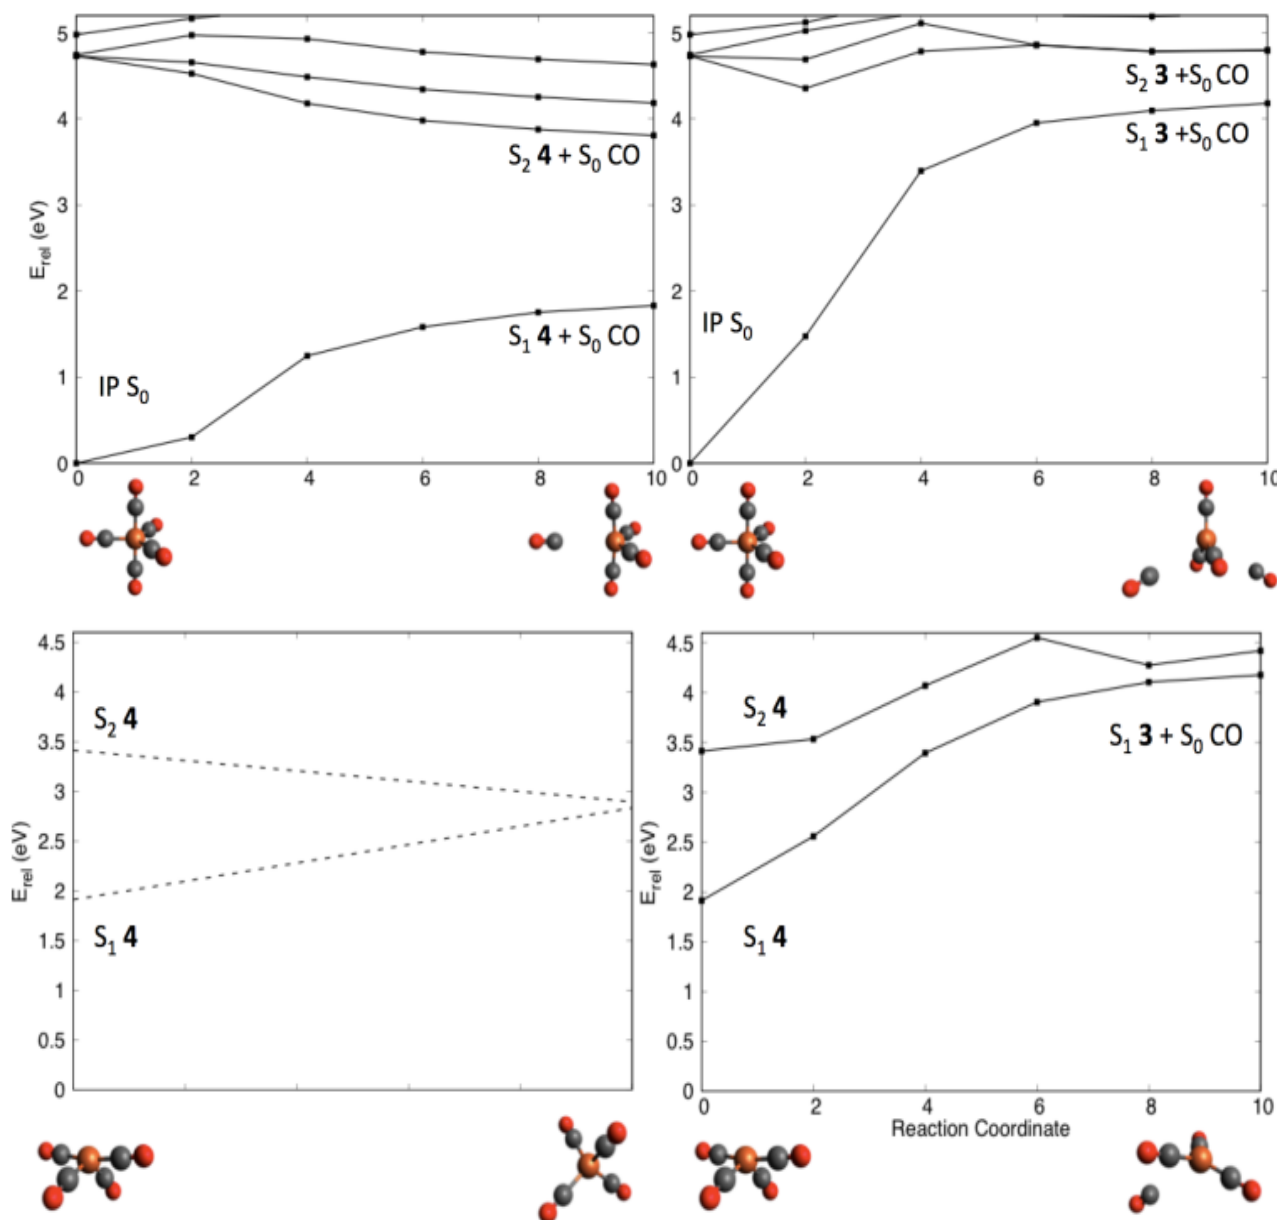 5
4
3
2
1
0
E_rel (eV)
S_2 4 + S_0 CO
S_1 4 + S_0 CO
IP S_0
0 2 4 6 8 10
5
4
3
2
1
0
S_2 3 +S_0 CO
S_1 3 +S_0 CO
IP S_0
0 2 4 6 8 10
4.5
4
3.5
3
2.5
2
1.5
1
0.5
0
E_rel (eV)
S_2 4
S_1 4
4.5
4
3.5
3
2.5
2
1.5
1
0.5
0
E_rel (eV)
S_2 4
S_1 3 + S_0 CO
S_1 4
0 2 4 6 8 10
Reaction Coordinate